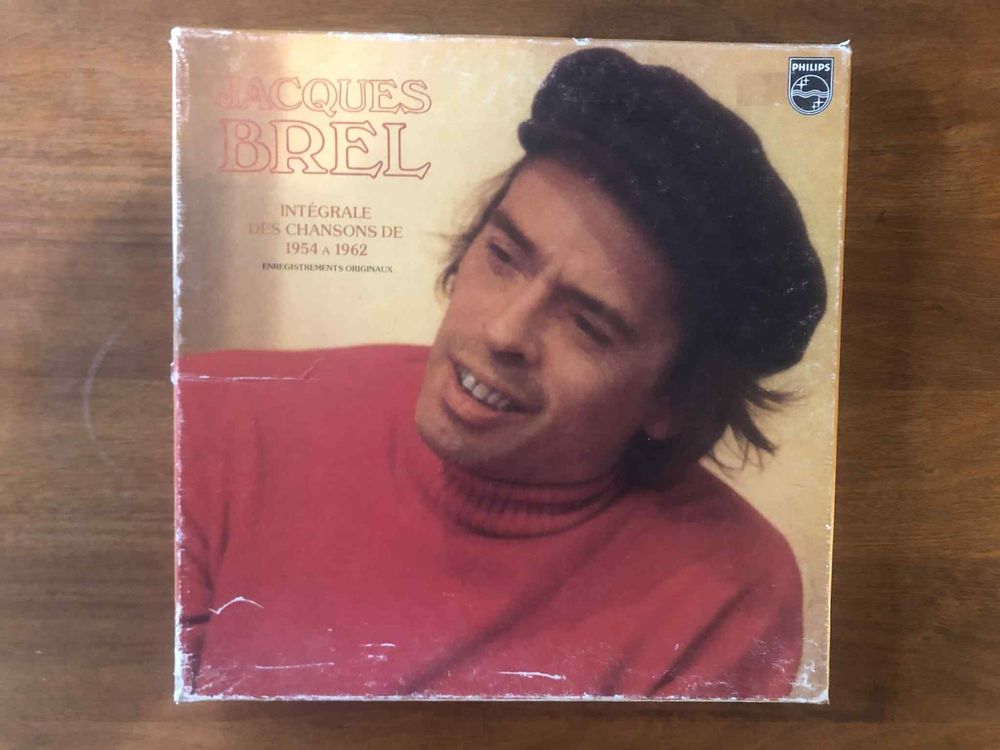 JACQUES
BREL
INTÉGRALE
DES CHANSONS DE
1954 A 1962
ENREGISTREMENTS ORIGINAUX
PHILIPS